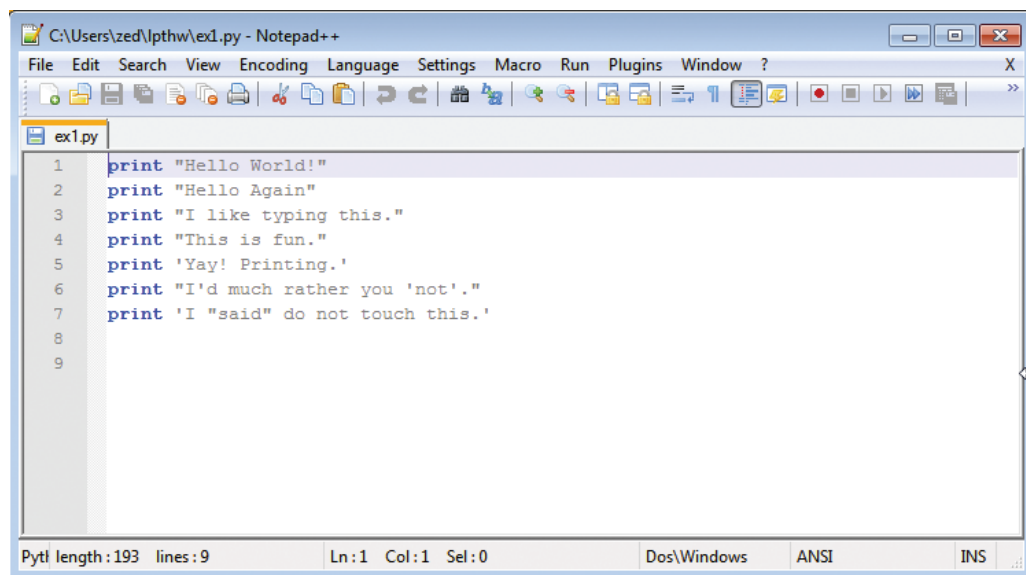 C:\Users\zed\lpthw\ex1.py - Notepad++
File Edit Search View Encoding Language Settings Macro Run Plugins Window ? X
ex1.py
1 print "Hello World!"
2 print "Hello Again"
3 print "I like typing this."
4 print "This is fun."
5 print 'Yay! Printing.'
6 print "I'd much rather you 'not'."
7 print 'I "said" do not touch this.'
8
9
Pytl length : 193 lines : 9 Ln : 1 Col : 1 Sel : 0 Dos\Windows ANSI INS